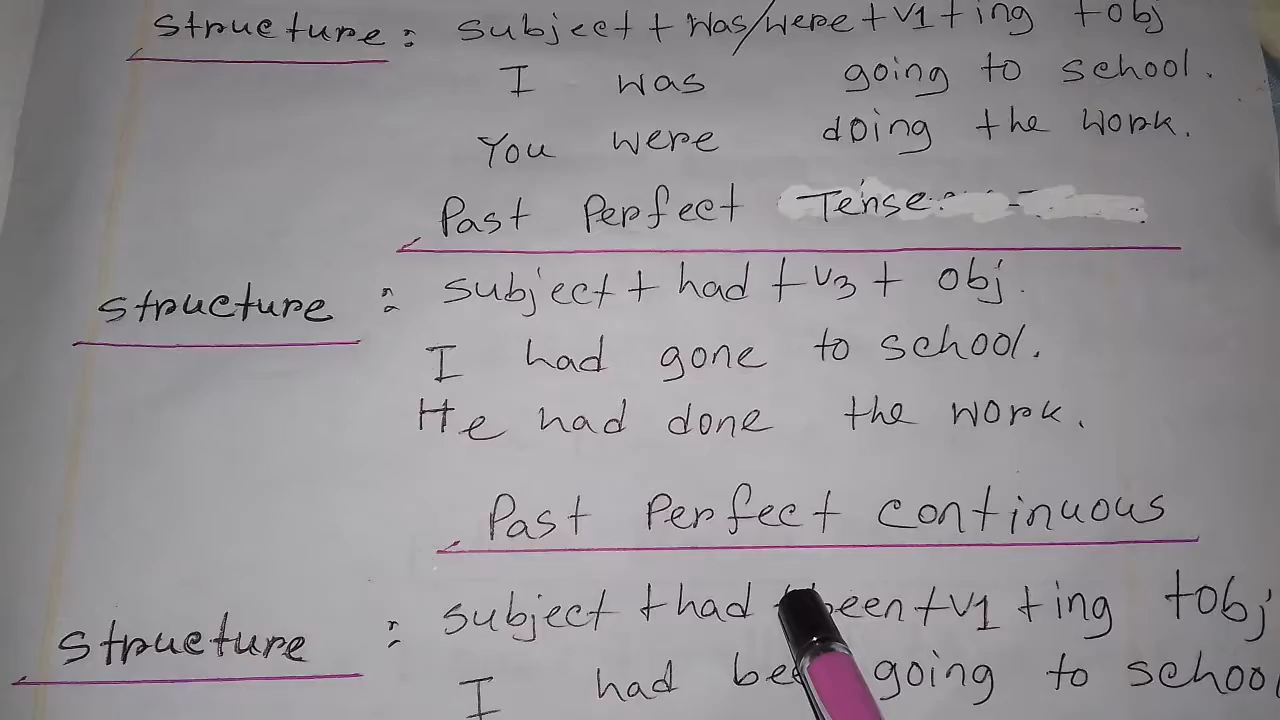 structure: subject + was/were + v1 + ing + obj
I was going to school.
You were doing the work.
Past Perfect Tense.
structure : subject + had + v3 + obj.
I had gone to school.
He had done the work.
Past Perfect continuous
structure : subject + had + been + v1 + ing + obj
I had going to school